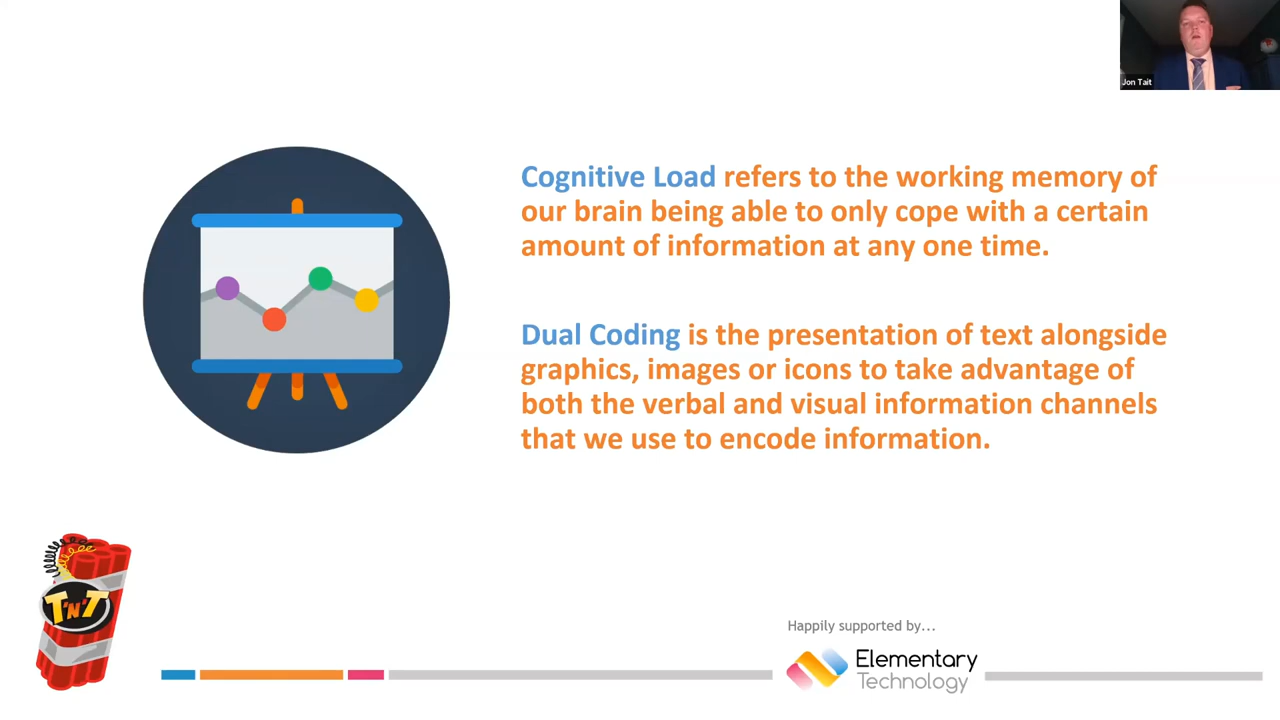 Jon Tait
Cognitive Load refers to the working memory of
our brain being able to only cope with a certain
amount of information at any one time.
Dual Coding is the presentation of text alongside
graphics, images or icons to take advantage of
both the verbal and visual information channels
that we use to encode information.
T'N'T
Happily supported by...
Elementary
Technology